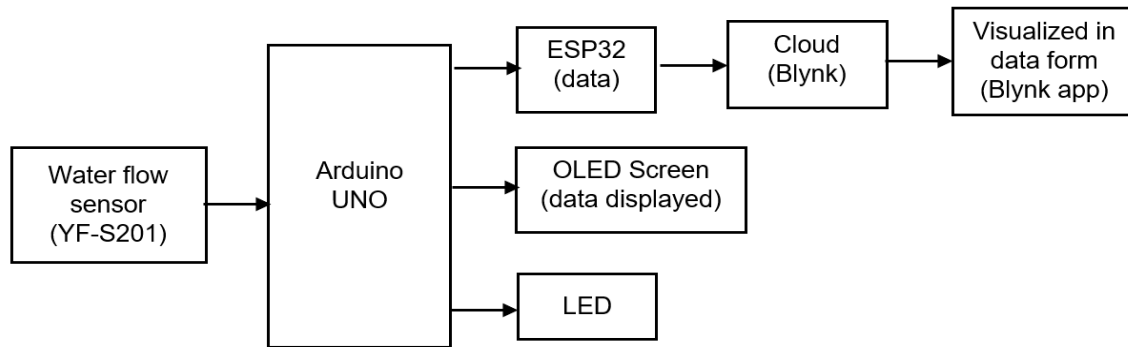 Water flow
sensor
(YF-S201)
Arduino
UNO
ESP32
(data)
Cloud
(Blynk)
Visualized in
data form
(Blynk app)
OLED Screen
(data displayed)
LED